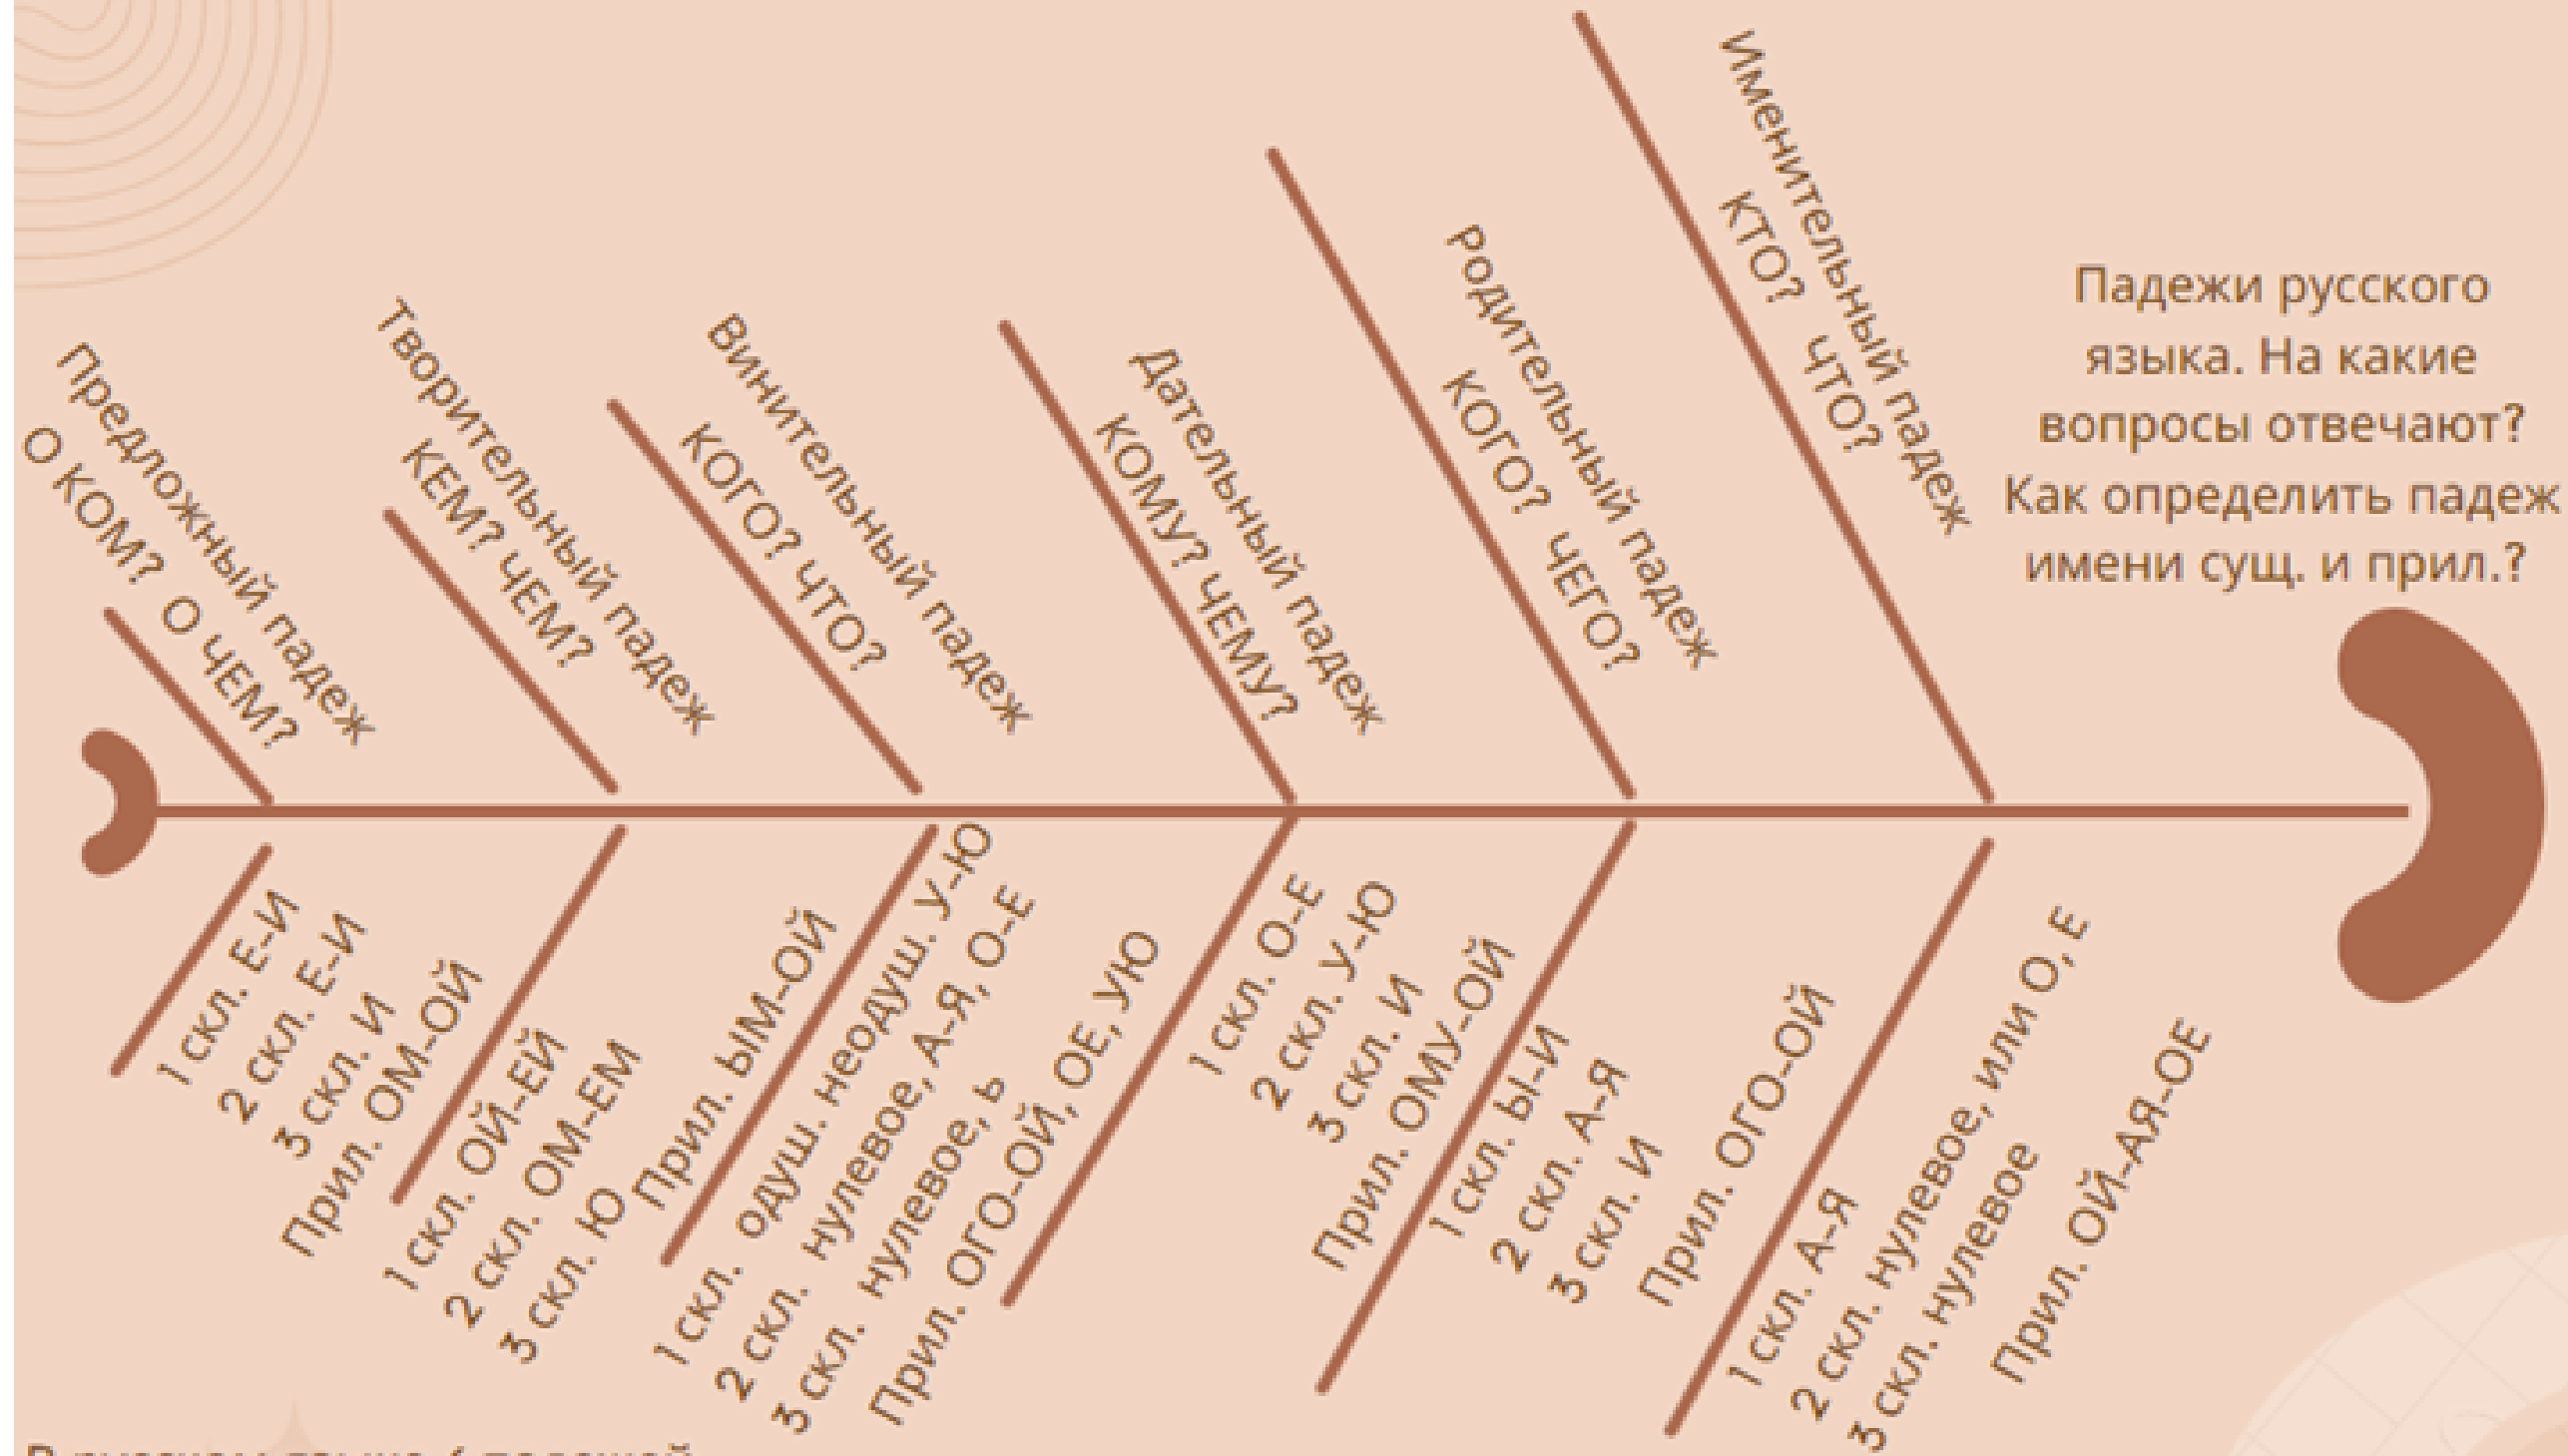 Падежи русского
языка. На какие
вопросы отвечают?
Как определить падеж
имени сущ. и прил.?
Именительный падеж
КТО? ЧТО?
Родительный падеж
КОГО? ЧЕГО?
Дательный падеж
КОМУ? ЧЕМУ?
Винительный падеж
КОГО? ЧТО?
Творительный падеж
КЕМ? ЧЕМ?
Предложный падеж
О КОМ? О ЧЕМ?
1 скл. Е-И
2 скл. Е-И
3 скл. И
Прил. ОМ-ОЙ
1 скл. ОЙ-ЕЙ
2 скл. ОМ-ЕМ
3 скл. Ю
Прил. ЫМ-ОЙ
1 скл. одуш. неодуш. У-Ю
2 скл. нулевое, А-Я, О-Е
3 скл. нулевое, ь
Прил. ОГО-ОЙ, ОЕ, УЮ
1 скл. О-Е
2 скл. У-Ю
3 скл. И
Прил. ОМУ-ОЙ
1 скл. Ы-И
2 скл. А-Я
3 скл. И
Прил. ОГО-ОЙ
1 скл. А-Я
2 скл. нулевое, или О, Е
3 скл. нулевое
Прил. ОЙ-АЯ-ОЕ